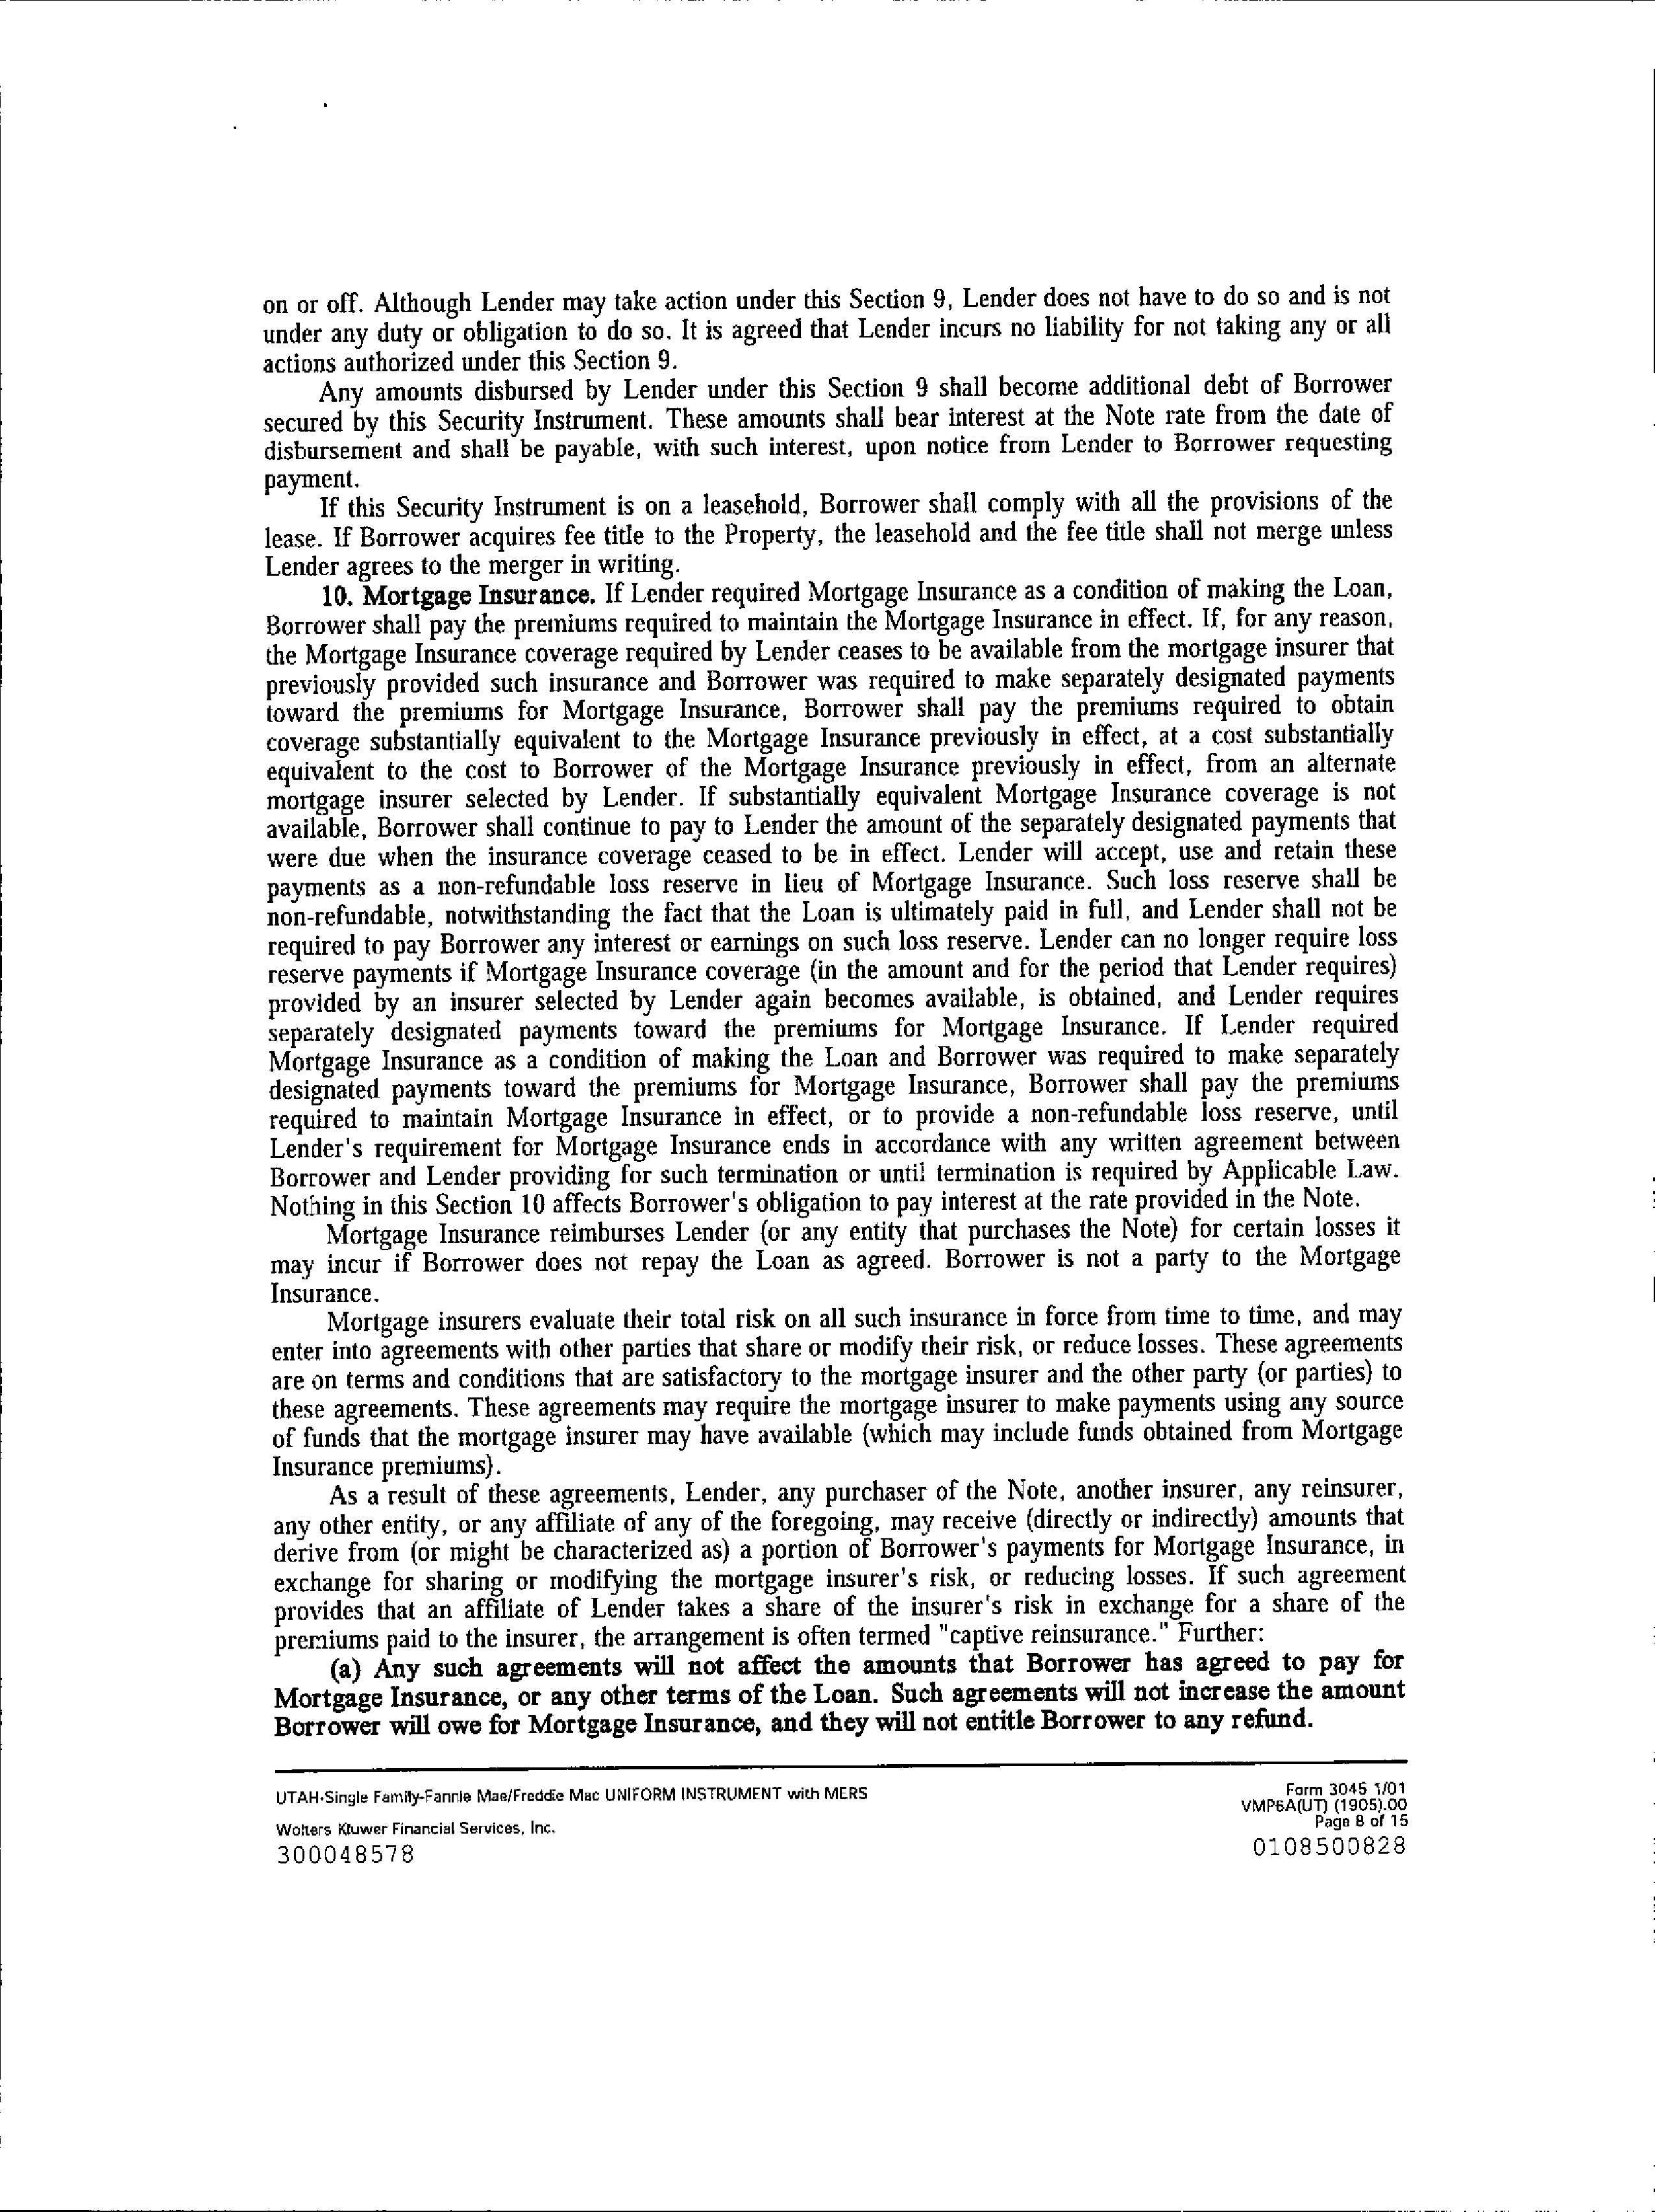 on or off. Although Lender may take action under this Section 9, Lender does not have to do so and is not
under any duty or obligation to do so. It is agreed that Lender incurs no liability for not taking any or all
actions authorized under this Section 9.
Any amounts disbursed by Lender under this Section 9 shall become additional debt of Borrower
secured by this Security Instrument. These amounts shall bear interest at the Note rate from the date of
disbursement and shall be payable, with such interest, upon notice from Lender to Borrower requesting
payment.
If this Security Instrument is on a leasehold, Borrower shall comply with all the provisions of the
lease. If Borrower acquires fee title to the Property, the leasehold and the fee title shall not merge unless
Lender agrees to the merger in writing.
10. Mortgage Insurance. If Lender required Mortgage Insurance as a condition of making the Loan,
Borrower shall pay the premiums required to maintain the Mortgage Insurance in effect. If, for any reason,
the Mortgage Insurance coverage required by Lender ceases to be available from the mortgage insurer that
previously provided such insurance and Borrower was required to make separately designated payments
toward the premiums for Mortgage Insurance, Borrower shall pay the premiums required to obtain
coverage substantially equivalent to the Mortgage Insurance previously in effect, at a cost substantially
equivalent to the cost to Borrower of the Mortgage Insurance previously in effect, from an alternate
mortgage insurer selected by Lender. If substantially equivalent Mortgage Insurance coverage is not
available, Borrower shall continue to pay to Lender the amount of the separately designated payments that
were due when the insurance coverage ceased to be in effect. Lender will accept, use and retain these
payments as a non-refundable loss reserve in lieu of Mortgage Insurance. Such loss reserve shall be
non-refundable, notwithstanding the fact that the Loan is ultimately paid in full, and Lender shall not be
required to pay Borrower any interest or earnings on such loss reserve. Lender can no longer require loss
reserve payments if Mortgage Insurance coverage (in the amount and for the period that Lender requires)
provided by an insurer selected by Lender again becomes available, is obtained, and Lender requires
separately designated payments toward the premiums for Mortgage Insurance. If Lender required
Mortgage Insurance as a condition of making the Loan and Borrower was required to make separately
designated payments toward the premiums for Mortgage Insurance, Borrower shall pay the premiums
required to maintain Mortgage Insurance in effect, or to provide a non-refundable loss reserve, until
Lender's requirement for Mortgage Insurance ends in accordance with any written agreement between
Borrower and Lender providing for such termination or until termination is required by Applicable Law.
Nothing in this Section 10 affects Borrower's obligation to pay interest at the rate provided in the Note.
Mortgage Insurance reimburses Lender (or any entity that purchases the Note) for certain losses it
may incur if Borrower does not repay the Loan as agreed. Borrower is not a party to the Mortgage
Insurance.
Mortgage insurers evaluate their total risk on all such insurance in force from time to time, and may
enter into agreements with other parties that share or modify their risk, or reduce losses. These agreements
are on terms and conditions that are satisfactory to the mortgage insurer and the other party (or parties) to
these agreements. These agreements may require the mortgage insurer to make payments using any source
of funds that the mortgage insurer may have available (which may include funds obtained from Mortgage
Insurance premiums).
As a result of these agreements, Lender, any purchaser of the Note, another insurer, any reinsurer,
any other entity, or any affiliate of any of the foregoing, may receive (directly or indirectly) amounts that
derive from (or might be characterized as) a portion of Borrower's payments for Mortgage Insurance, in
exchange for sharing or modifying the mortgage insurer's risk, or reducing losses. If such agreement
provides that an affiliate of Lender takes a share of the insurer's risk in exchange for a share of the
premiums paid to the insurer, the arrangement is often termed "captive reinsurance." Further:
(a) Any such agreements will not affect the amounts that Borrower has agreed to pay for
Mortgage Insurance, or any other terms of the Loan. Such agreements will not increase the amount
Borrower will owe for Mortgage Insurance, and they will not entitle Borrower to any refund.
UTAH-Single Family-Fannie Mae/Freddie Mac UNIFORM INSTRUMENT with MERS
Form 3045 1/01
VMP6A(UT) (1905).00
Wolters Kluwer Financial Services, Inc.
Page 8 of 15
300048578
0108500828